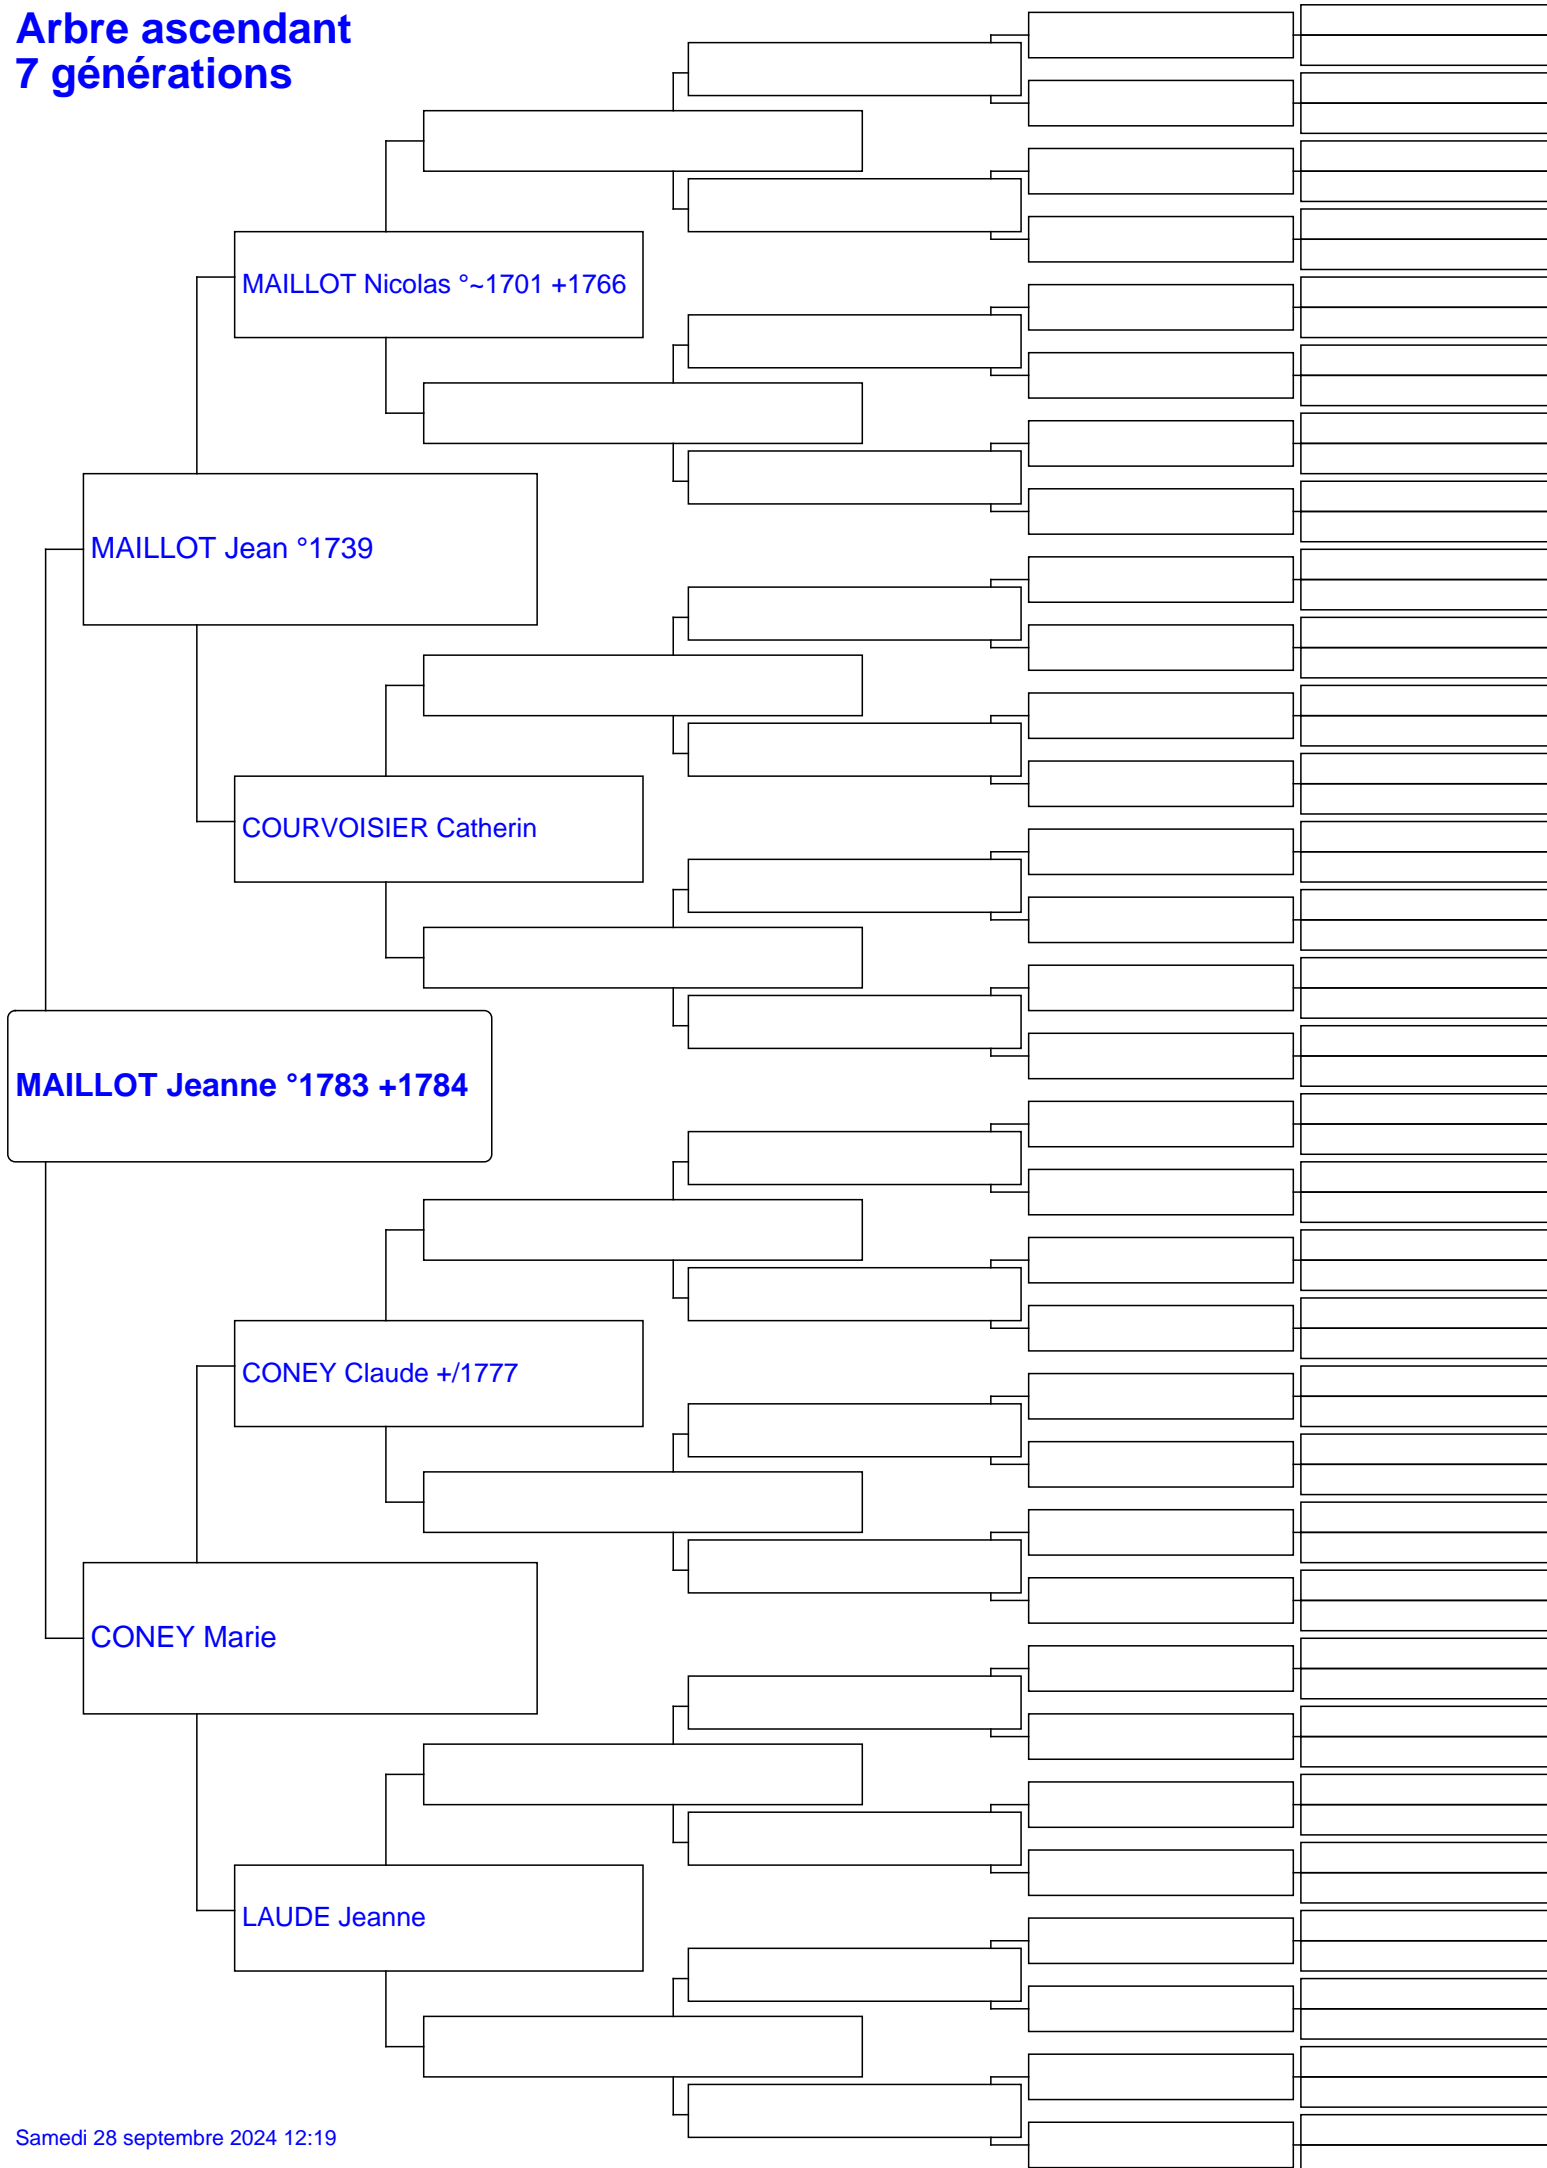 Arbre ascendant
7 générations
MAILLOT Nicolas °~1701 +1766
MAILLOT Jean °1739
COURVOISIER Catherin
MAILLOT Jeanne °1783 +1784
CONEY Claude +/1777
CONEY Marie
LAUDE Jeanne
Samedi 28 septembre 2024 12:19